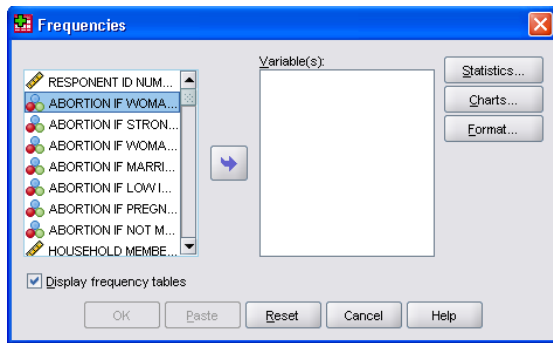 Frequencies
Variable(s):
RESPONENT ID NUM...
ABORTION IF WOMA...
ABORTION IF STRON...
ABORTION IF WOMA...
ABORTION IF MARRI...
ABORTION IF LOW I...
ABORTION IF PREGN...
ABORTION IF NOT M...
HOUSEHOLD MEMBE...
Statistics...
Charts...
Format...
Display frequency tables
OK Paste Reset Cancel Help